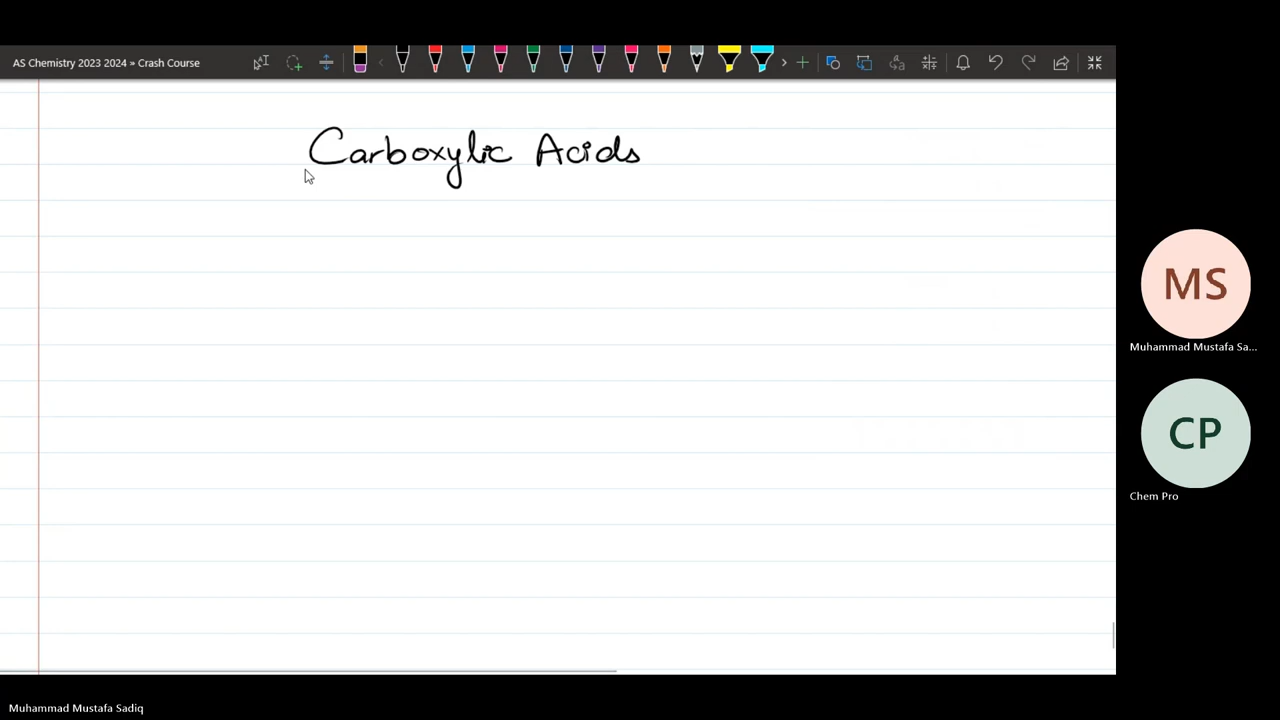 AS Chemistry 2023 2024 » Crash Course
Carboxylic Acids
MS
Muhammad Mustafa Sa...
CP
Chem Pro
Muhammad Mustafa Sadiq